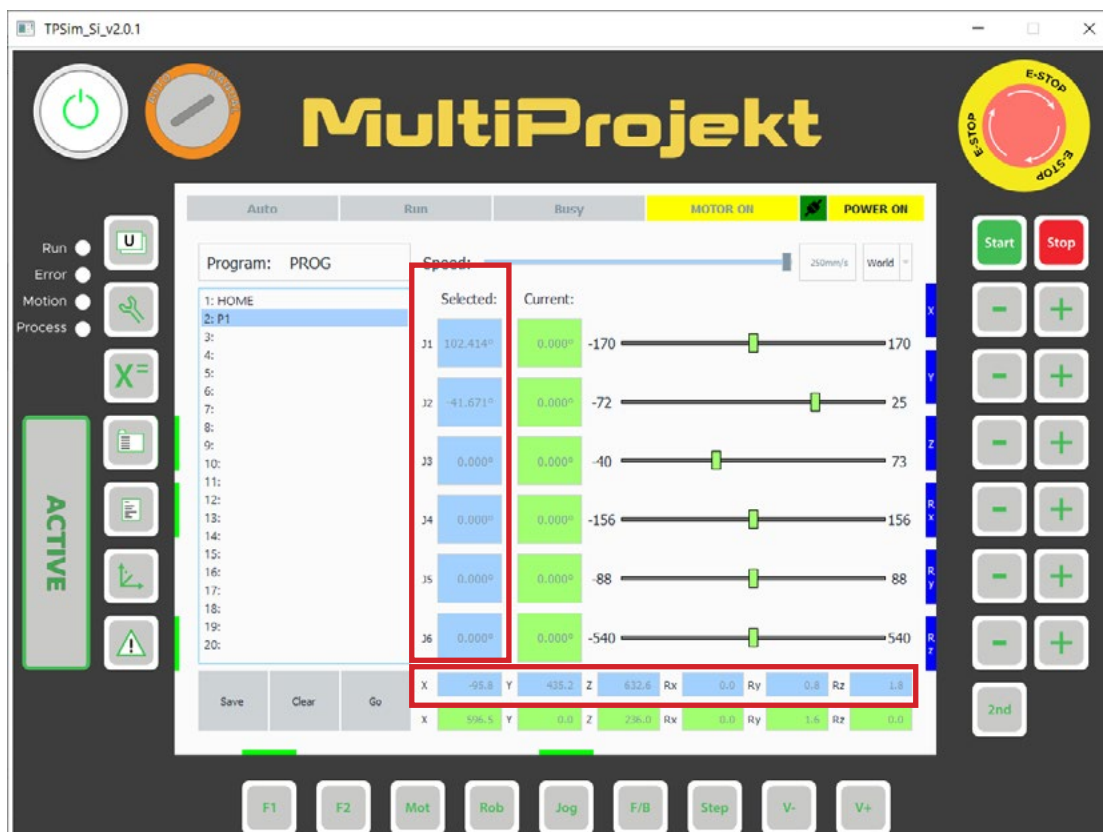 TPSim_Si_v2.0.1
MultiProjekt
E-STOP
E-STOP
E-STOP
Auto Run Busy MOTOR ON POWER ON
Run
Error
Motion
Process
U
X=
ACTIVE
Start Stop
Program: PROG Speed: 250mm/s World
Selected: Current:
1: HOME
2: P1
3:
4:
5:
6:
7:
8:
9:
10:
11:
12:
13:
14:
15:
16:
17:
18:
19:
20:
J1 102.414° 0.000° -170 170
J2 -41.671° 0.000° -72 25
J3 0.000° 0.000° -40 73
J4 0.000° 0.000° -156 156
J5 0.000° 0.000° -88 88
J6 0.000° 0.000° -540 540
X
Y
Z
Rx
Ry
Rz
- +
- +
- +
- +
- +
- +
2nd
Save Clear Go
X -95.8 Y 435.2 Z 632.6 Rx 0.0 Ry 0.8 Rz 1.8
X 596.5 Y 0.0 Z 236.0 Rx 0.0 Ry 1.6 Rz 0.0
F1 F2 Mot Rob Jog F/B Step V- V+